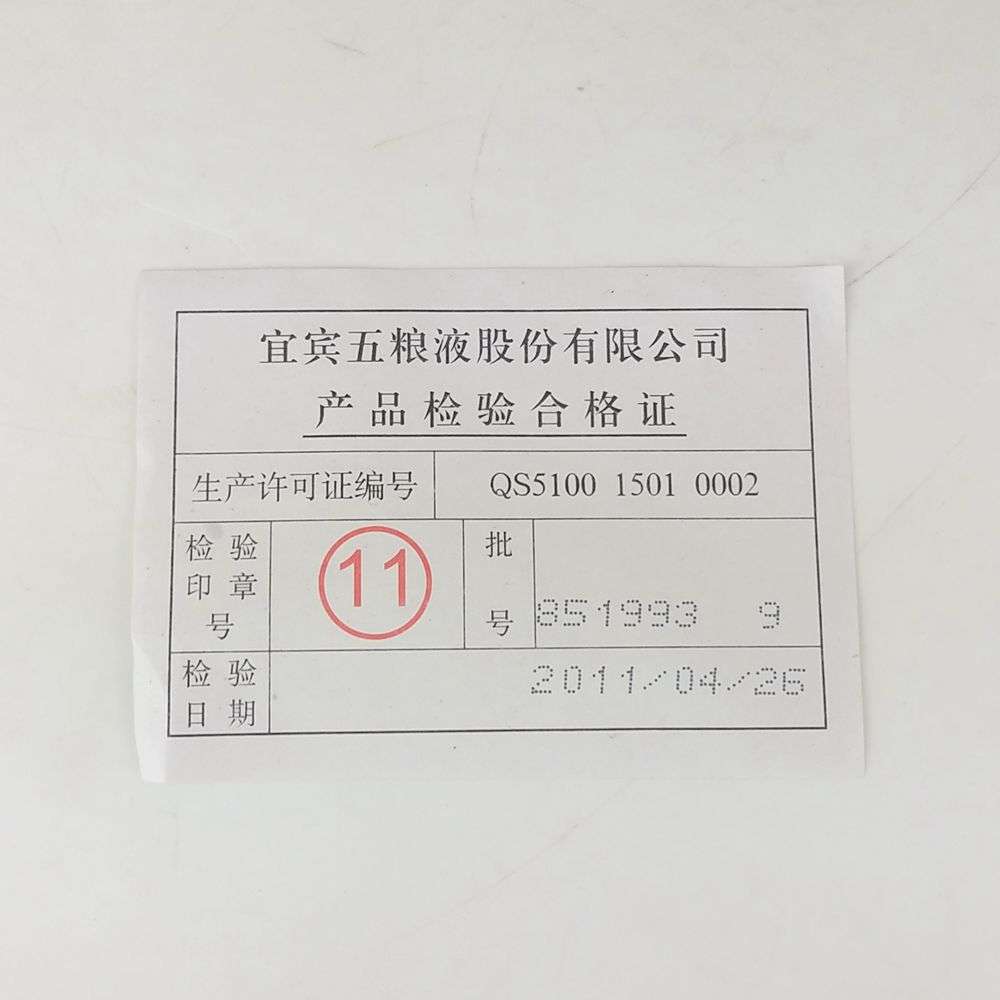 宜宾五粮液股份有限公司
产品检验合格证
生产许可证编号 QS5100 1501 0002
检验印章号 11 批号 851993 9
检验日期 2011/04/26